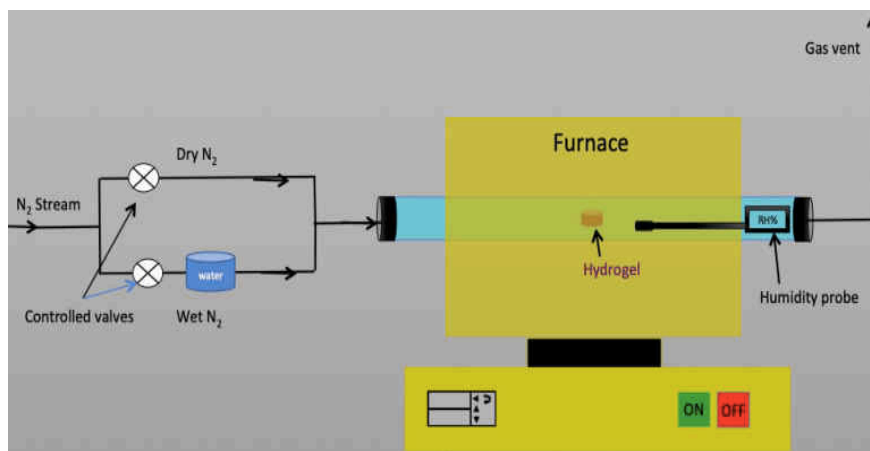 Gas vent
Furnace
Dry N₂
N₂ Stream
RH%
water
Hydrogel
Humidity probe
Controlled valves
Wet N₂
ON
OFF